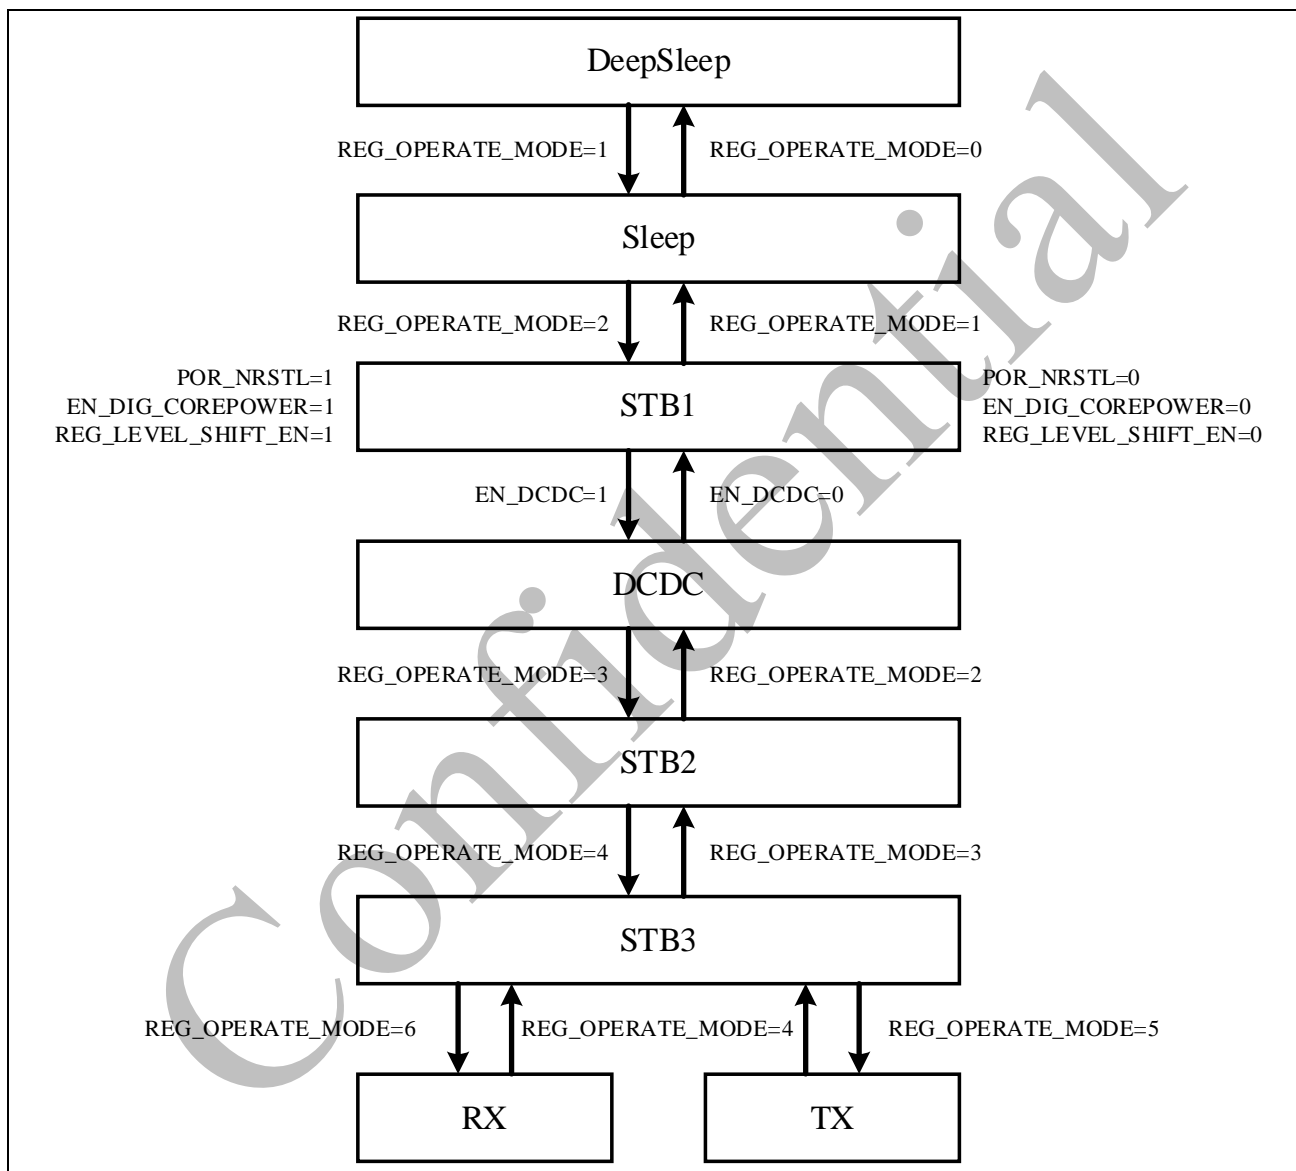 DeepSleep
REG_OPERATE_MODE=1
REG_OPERATE_MODE=0
Sleep
REG_OPERATE_MODE=2
REG_OPERATE_MODE=1
POR_NRSTL=1
EN_DIG_COREPOWER=1
REG_LEVEL_SHIFT_EN=1
STB1
POR_NRSTL=0
EN_DIG_COREPOWER=0
REG_LEVEL_SHIFT_EN=0
EN_DCDC=1
EN_DCDC=0
DCDC
REG_OPERATE_MODE=3
REG_OPERATE_MODE=2
STB2
REG_OPERATE_MODE=4
REG_OPERATE_MODE=3
STB3
REG_OPERATE_MODE=6
REG_OPERATE_MODE=4
REG_OPERATE_MODE=5
RX
TX
Confidential